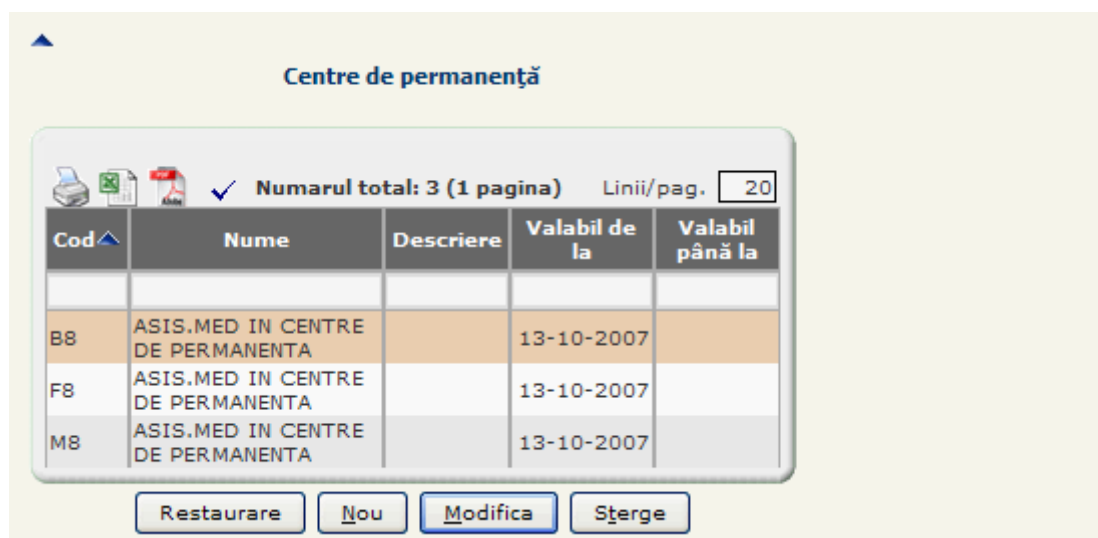 Centre de permanență
Numarul total: 3 (1 pagina) Linii/pag. 20
Cod Nume Descriere Valabil de la Valabil până la
B8 ASIS.MED IN CENTRE DE PERMANENTA 13-10-2007
F8 ASIS.MED IN CENTRE DE PERMANENTA 13-10-2007
M8 ASIS.MED IN CENTRE DE PERMANENTA 13-10-2007
Restaurare Nou Modifica Sterge